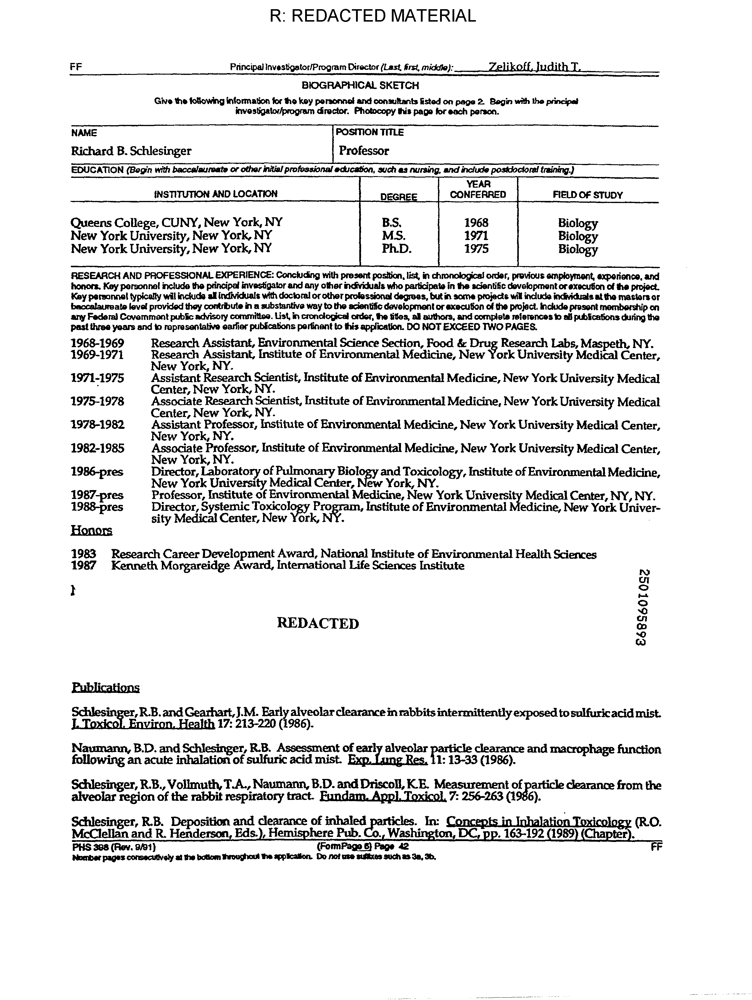 R: REDACTED MATERIAL
FF Principal Investigator/Program Director (Last, first, middle): Zelikoff, Judith T.
BIOGRAPHICAL SKETCH
Give the following information for the key personnel and consultants listed on page 2. Begin with the principal
investigator/program director. Photocopy this page for each person.
NAME POSITION TITLE
Richard B. Schlesinger Professor
EDUCATION (Begin with baccalaureate or other initial professional education, such as nursing, and include postdoctoral training.)
INSTITUTION AND LOCATION DEGREE YEAR CONFERRED FIELD OF STUDY
Queens College, CUNY, New York, NY B.S. 1968 Biology
New York University, New York, NY M.S. 1971 Biology
New York University, New York, NY Ph.D. 1975 Biology
RESEARCH AND PROFESSIONAL EXPERIENCE: Concluding with present position, list, in chronological order, previous employment, experience, and
honors. Key personnel include the principal investigator and any other individuals who participate in the scientific development or execution of the project.
Key personnel typically will include all individuals with doctoral or other professional degrees, but in some projects will include individuals at the masters or
baccalaureate level provided they contribute in a substantive way to the scientific development or execution of the project. Include present membership on
any Federal Government public advisory committee. List, in cronological order, the titles, all authors, and complete references to all publications during the
past three years and to representative earlier publications pertinent to this application. DO NOT EXCEED TWO PAGES.
1968-1969 Research Assistant, Environmental Science Section, Food & Drug Research Labs, Maspeth, NY.
1969-1971 Research Assistant, Institute of Environmental Medicine, New York University Medical Center,
New York, NY.
1971-1975 Assistant Research Scientist, Institute of Environmental Medicine, New York University Medical
Center, New York, NY.
1975-1978 Associate Research Scientist, Institute of Environmental Medicine, New York University Medical
Center, New York, NY.
1978-1982 Assistant Professor, Institute of Environmental Medicine, New York University Medical Center,
New York, NY.
1982-1985 Associate Professor, Institute of Environmental Medicine, New York University Medical Center,
New York, NY.
1986-pres Director, Laboratory of Pulmonary Biology and Toxicology, Institute of Environmental Medicine,
New York University Medical Center, New York, NY.
1987-pres Professor, Institute of Environmental Medicine, New York University Medical Center, NY, NY.
1988-pres Director, Systemic Toxicology Program, Institute of Environmental Medicine, New York Univer-
sity Medical Center, New York, NY.
Honors
1983 Research Career Development Award, National Institute of Environmental Health Sciences
1987 Kenneth Morgareidge Award, International Life Sciences Institute
REDACTED
2501095893
Publications
Schlesinger, R.B. and Gearhart, J.M. Early alveolar clearance in rabbits intermittently exposed to sulfuric acid mist.
J. Toxicol. Environ. Health 17: 213-220 (1986).
Naumann, B.D. and Schlesinger, R.B. Assessment of early alveolar particle clearance and macrophage function
following an acute inhalation of sulfuric acid mist. Exp. Lung Res. 11: 13-33 (1986).
Schlesinger, R.B., Vollmuth, T.A., Naumann, B.D. and Driscoll, K.E. Measurement of particle clearance from the
alveolar region of the rabbit respiratory tract. Fundam. Appl. Toxicol. 7: 256-263 (1986).
Schlesinger, R.B. Deposition and clearance of inhaled particles. In: Concepts in Inhalation Toxicology (R.O.
McClellan and R. Henderson, Eds.), Hemisphere Pub. Co., Washington, DC, pp. 163-192 (1989) (Chapter).
PHS 398 (Rev. 9/91) (Form Page 6) Page 42 FF
Number pages consecutively at the bottom throughout the application. Do not use suffixes such as 3a, 3b.